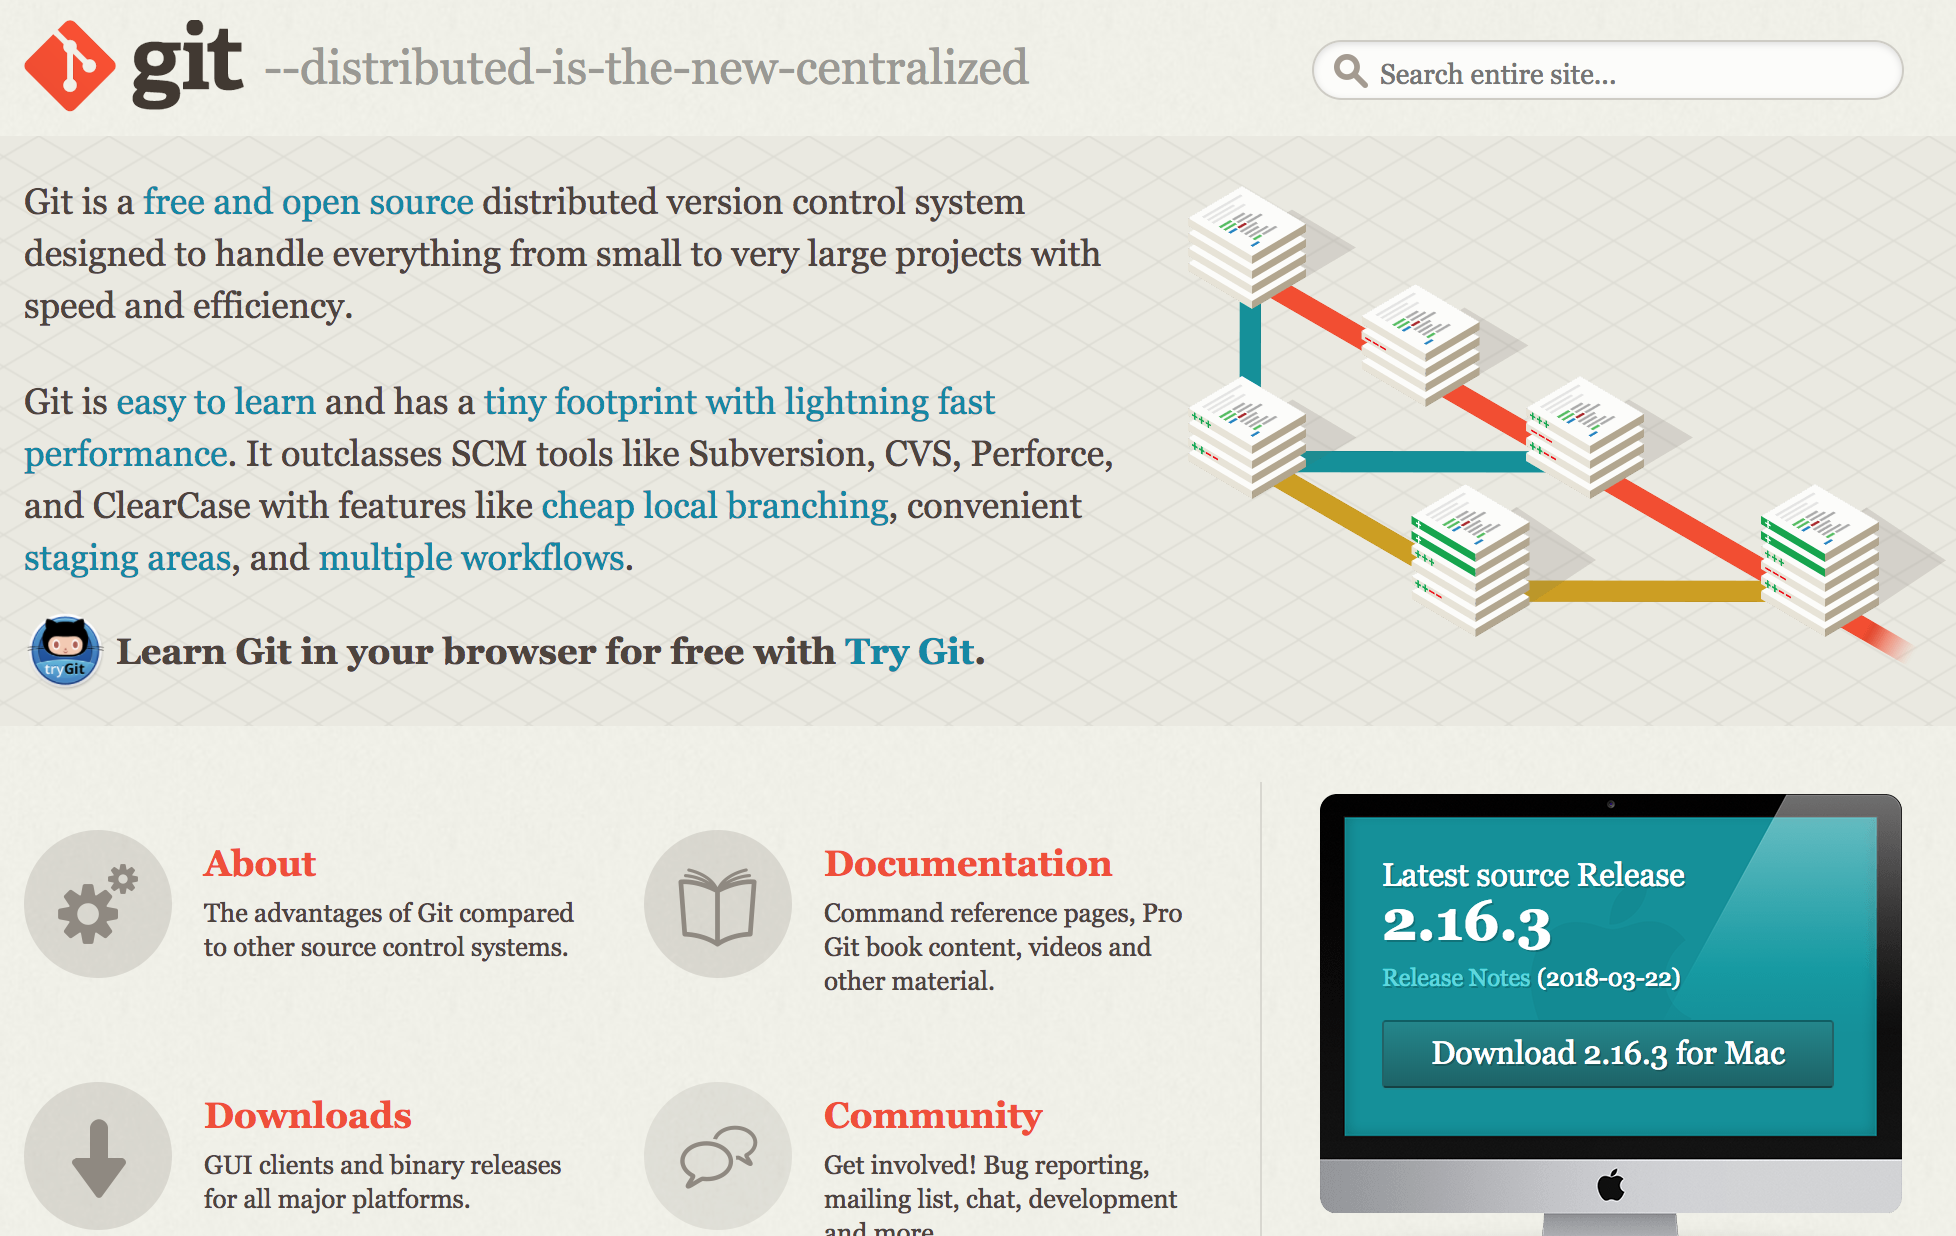 git --distributed-is-the-new-centralized
Search entire site...
Git is a free and open source distributed version control system
designed to handle everything from small to very large projects with
speed and efficiency.
Git is easy to learn and has a tiny footprint with lightning fast
performance. It outclasses SCM tools like Subversion, CVS, Perforce,
and ClearCase with features like cheap local branching, convenient
staging areas, and multiple workflows.
tryGit
Learn Git in your browser for free with Try Git.
About
The advantages of Git compared
to other source control systems.
Documentation
Command reference pages, Pro
Git book content, videos and
other material.
Downloads
GUI clients and binary releases
for all major platforms.
Community
Get involved! Bug reporting,
mailing list, chat, development
and more
Latest source Release
2.16.3
Release Notes (2018-03-22)
Download 2.16.3 for Mac